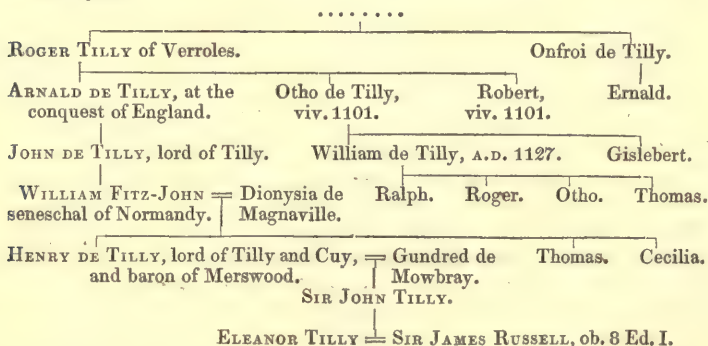 ........
ROGER TILLY of Verroles. Onfroi de Tilly.
ARNALD DE TILLY, at the Otho de Tilly, Robert, Ernald.
conquest of England. viv. 1101. viv. 1101.
JOHN DE TILLY, lord of Tilly. William de Tilly, A.D. 1127. Gislebert.
WILLIAM FITZ-JOHN = Dionysia de Ralph. Roger. Otho. Thomas.
seneschal of Normandy. Magnaville.
HENRY DE TILLY, lord of Tilly and Cuy, = Gundred de Thomas. Cecilia.
and baron of Merswood. Mowbray.
SIR JOHN TILLY.
ELEANOR TILLY = SIR JAMES RUSSELL, ob. 8 Ed. I.